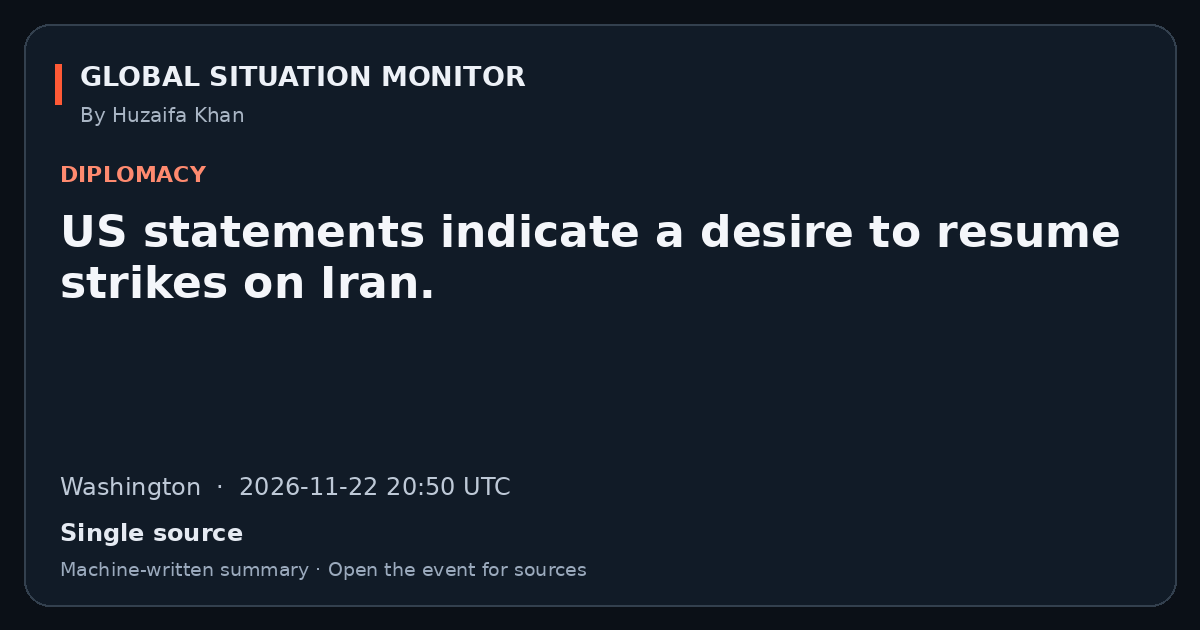 GLOBAL SITUATION MONITOR
By Huzaifa Khan
DIPLOMACY
US statements indicate a desire to resume
strikes on Iran.
Washington · 2026-11-22 20:50 UTC
Single source
Machine-written summary · Open the event for sources